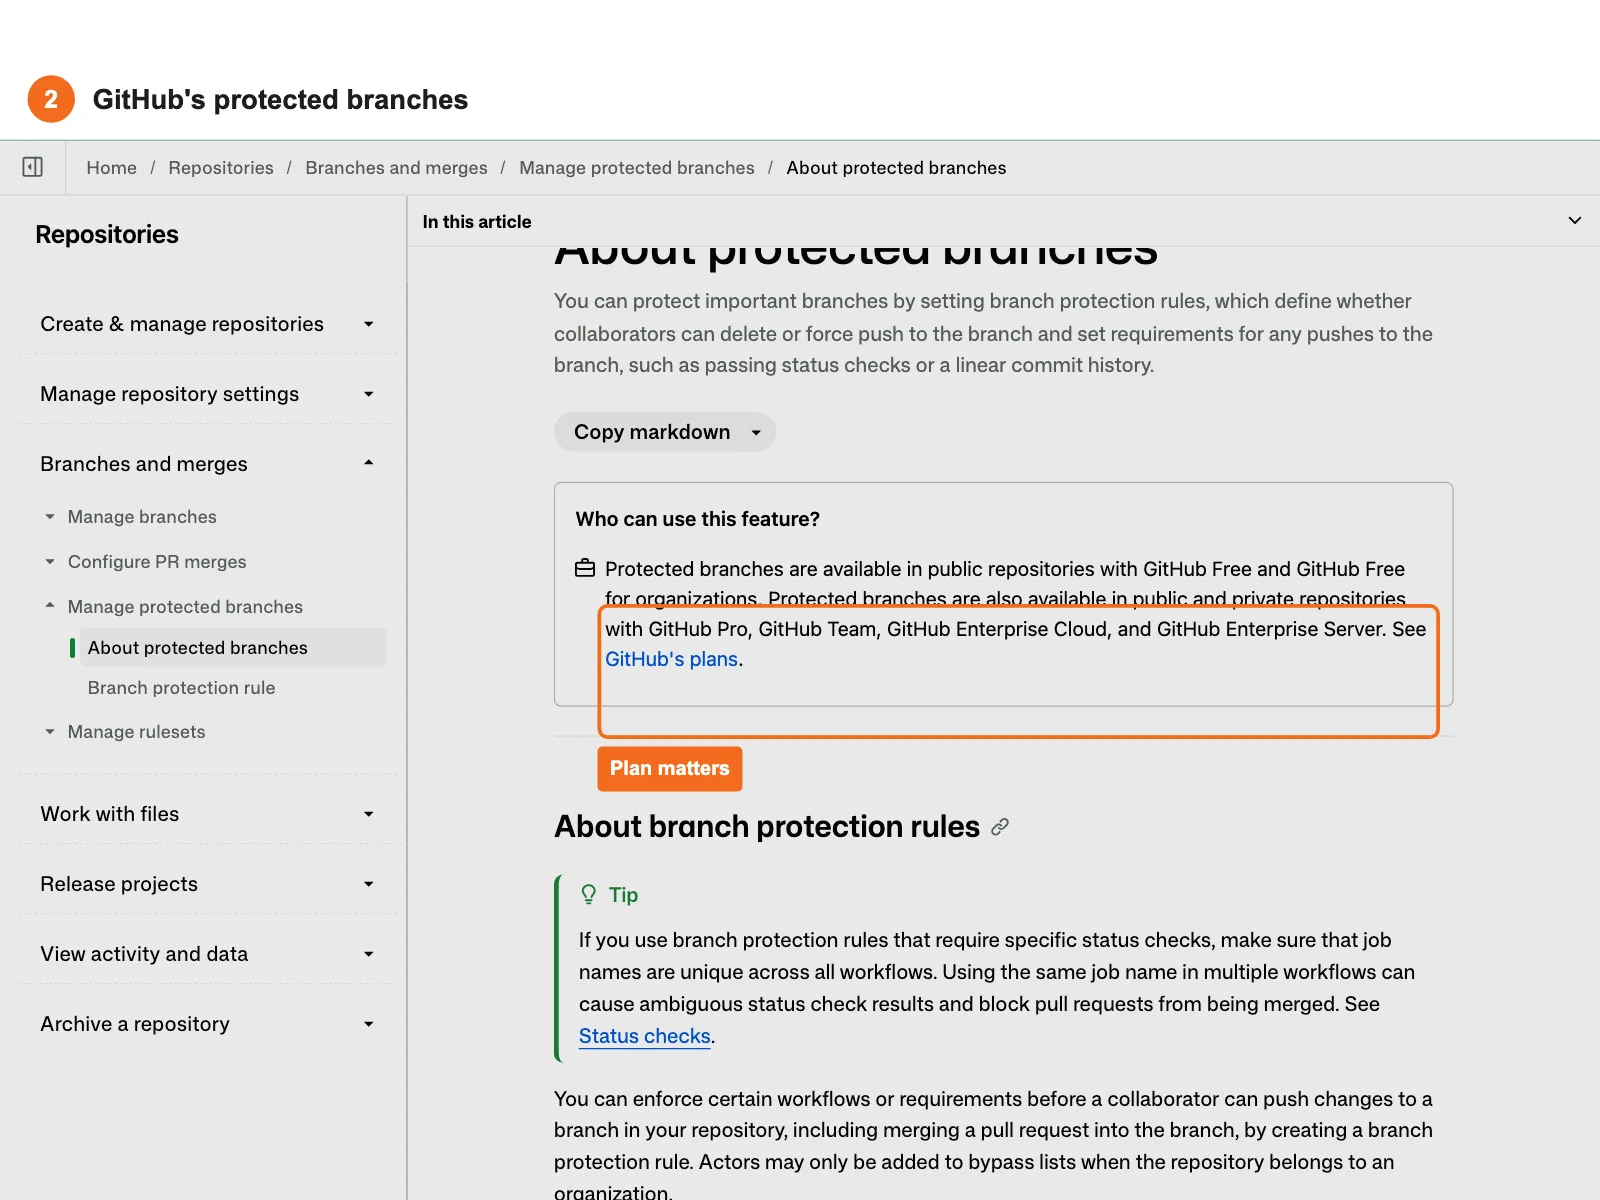 2 GitHub's protected branches
Home / Repositories / Branches and merges / Manage protected branches / About protected branches
Repositories
Create & manage repositories
Manage repository settings
Branches and merges
Manage branches
Configure PR merges
Manage protected branches
About protected branches
Branch protection rule
Manage rulesets
Work with files
Release projects
View activity and data
Archive a repository
In this article
About protected branches
You can protect important branches by setting branch protection rules, which define whether
collaborators can delete or force push to the branch and set requirements for any pushes to the
branch, such as passing status checks or a linear commit history.
Copy markdown
Who can use this feature?
Protected branches are available in public repositories with GitHub Free and GitHub Free
for organizations. Protected branches are also available in public and private repositories
with GitHub Pro, GitHub Team, GitHub Enterprise Cloud, and GitHub Enterprise Server. See
GitHub's plans.
Plan matters
About branch protection rules
Tip
If you use branch protection rules that require specific status checks, make sure that job
names are unique across all workflows. Using the same job name in multiple workflows can
cause ambiguous status check results and block pull requests from being merged. See
Status checks.
You can enforce certain workflows or requirements before a collaborator can push changes to a
branch in your repository, including merging a pull request into the branch, by creating a branch
protection rule. Actors may only be added to bypass lists when the repository belongs to an
organization.